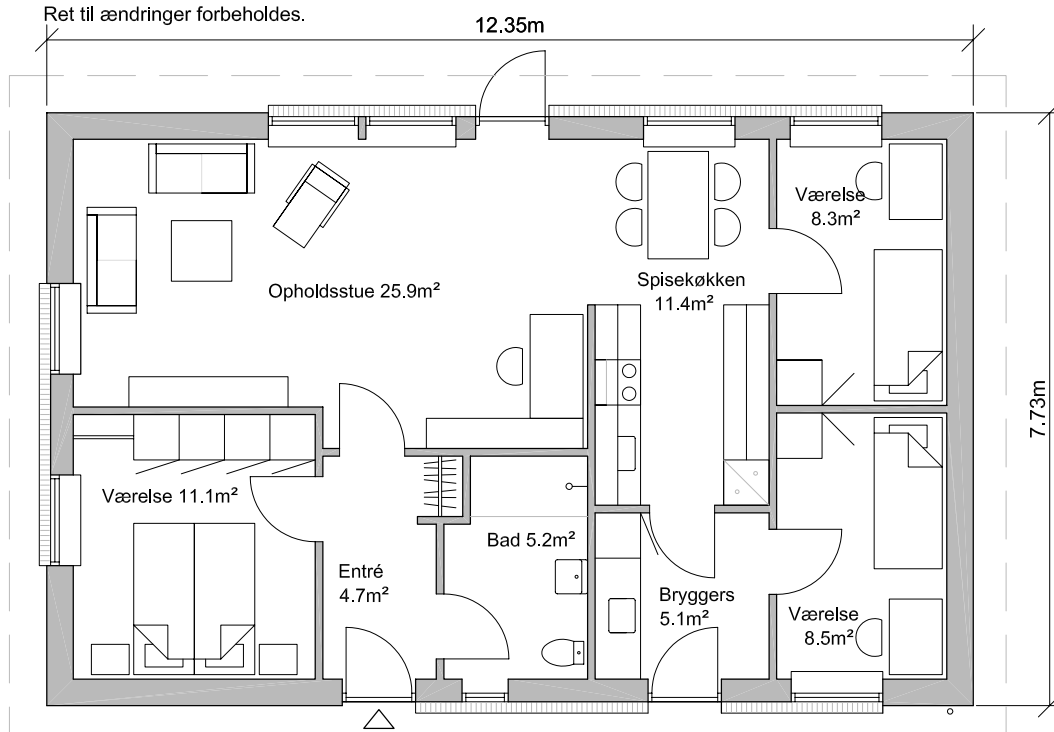 Ret til ændringer forbeholdes.
12.35m
Værelse
8.3m²
Spisekøkken
11.4m²
Opholdsstue 25.9m²
7.73m
Værelse 11.1m²
Bad 5.2m²
Entré
4.7m²
Bryggers
5.1m²
Værelse
8.5m²